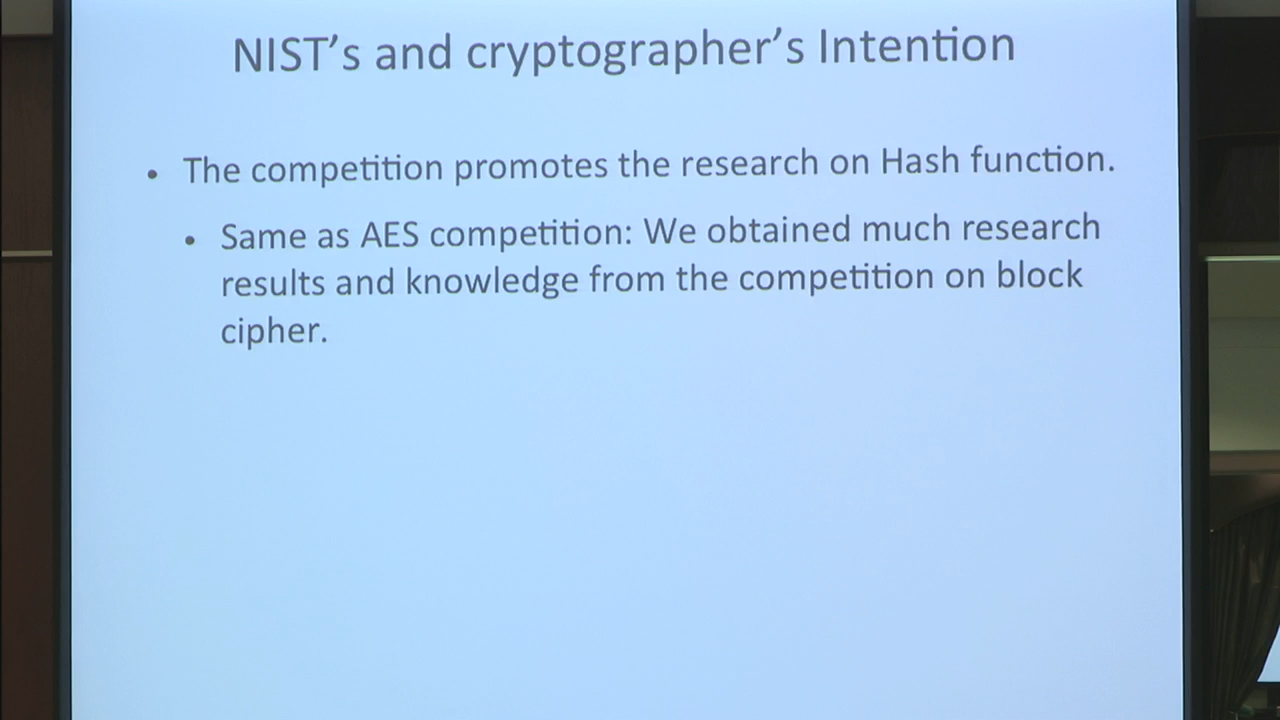 NIST’s and cryptographer’s Intention
• The competition promotes the research on Hash function.
• Same as AES competition: We obtained much research
results and knowledge from the competition on block
cipher.